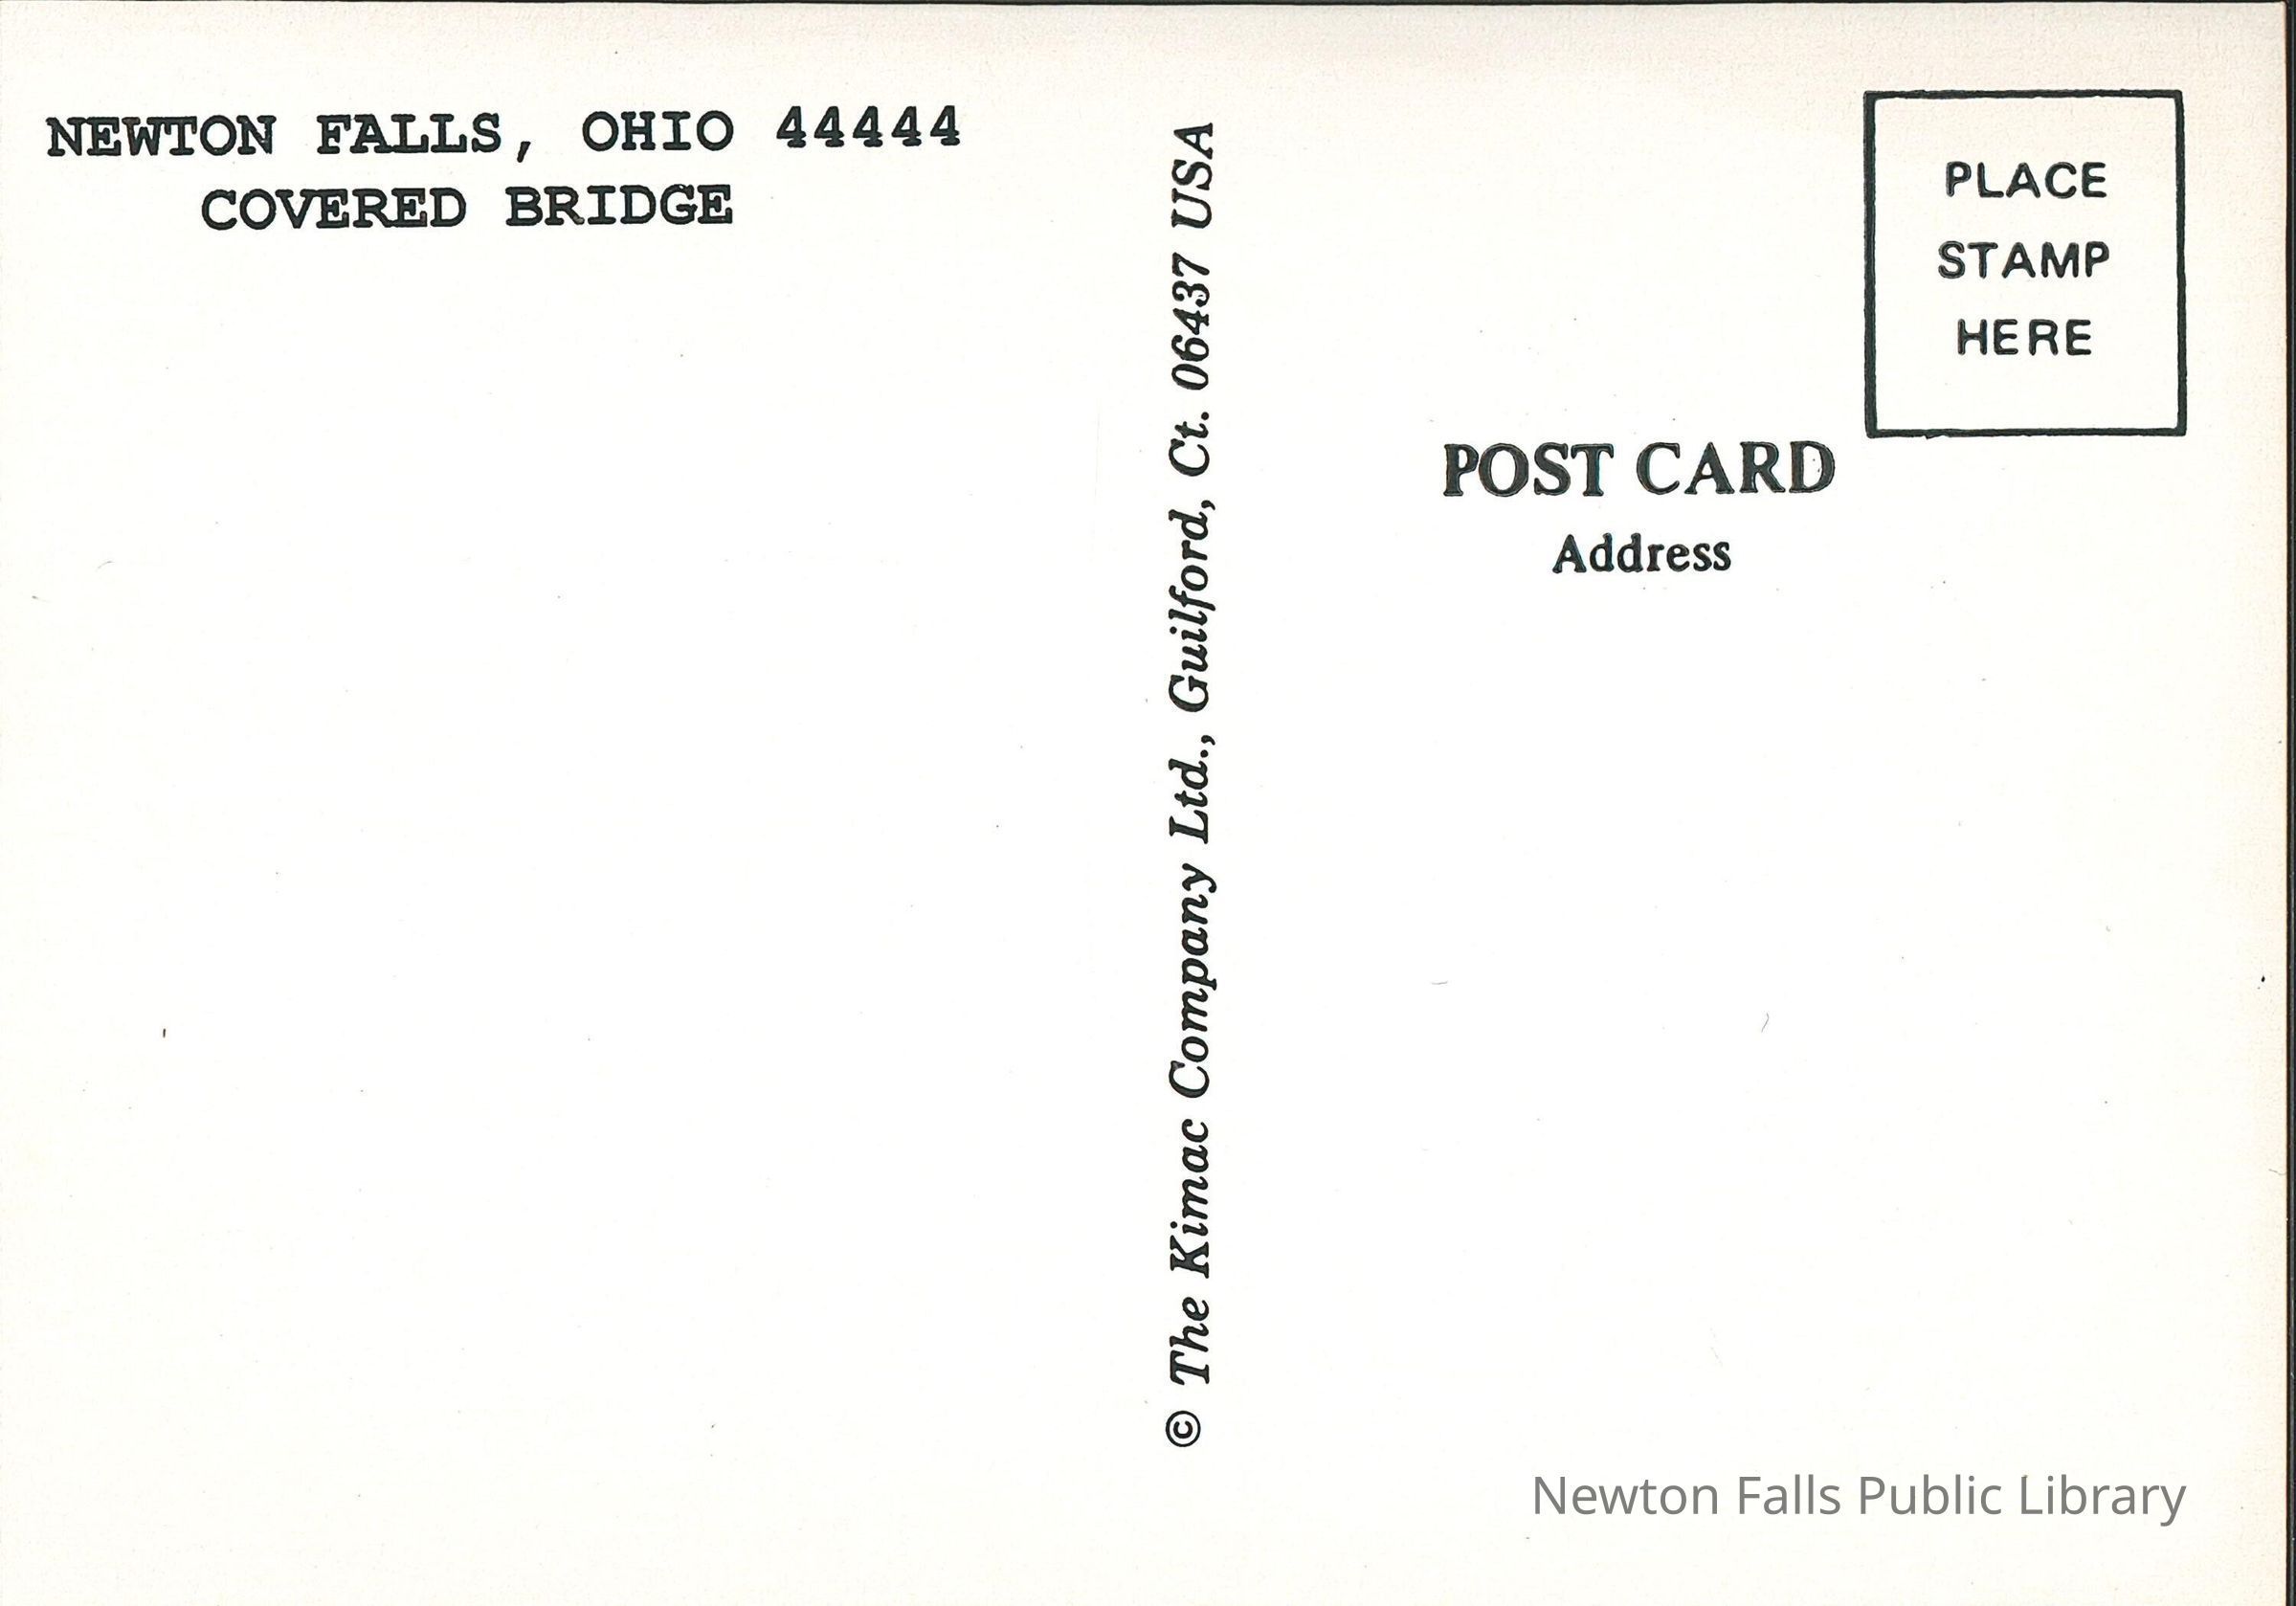 NEWTON FALLS, OHIO 44444
COVERED BRIDGE
© The Kimac Company Ltd., Guilford, Ct. 06437 USA
PLACE
STAMP
HERE
POST CARD
Address
Newton Falls Public Library